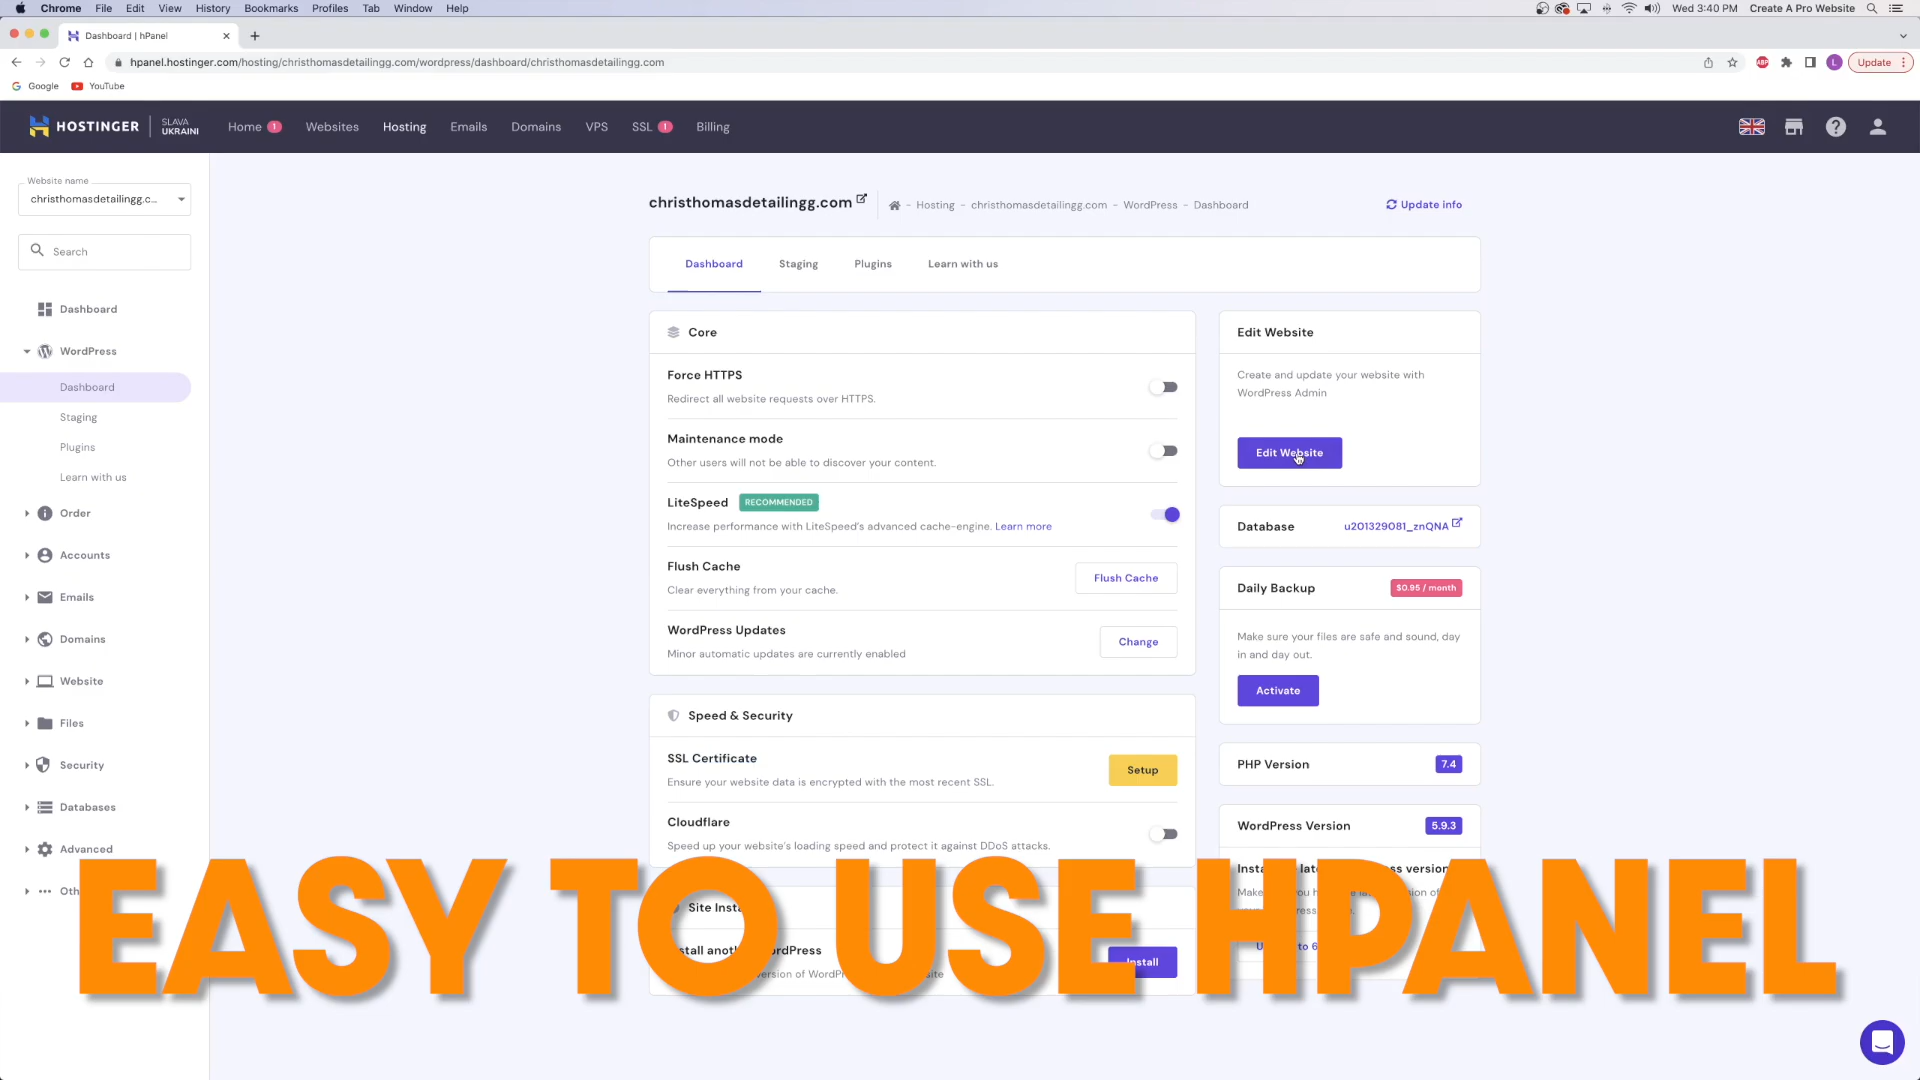 Chrome File Edit View History Bookmarks Profiles Tab Window Help
Wed 3:40 PM Create A Pro Website
Dashboard | hPanel
hpanel.hostinger.com/hosting/christhomasdetailingg.com/wordpress/dashboard/christhomasdetailingg.com
ABP
L
Update
Google YouTube
HOSTINGER SLAVA UKRAINI
Home 1 Websites Hosting Emails Domains VPS SSL 1 Billing
Website name
christhomasdetailingg.c...
Search
Dashboard
WordPress
Dashboard
Staging
Plugins
Learn with us
Order
Accounts
Emails
Domains
Website
Files
Security
Databases
Advanced
christhomasdetailingg.com
- Hosting - christhomasdetailingg.com - WordPress - Dashboard
Update info
Dashboard Staging Plugins Learn with us
Core
Force HTTPS
Redirect all website requests over HTTPS.
Maintenance mode
Other users will not be able to discover your content.
LiteSpeed RECOMMENDED
Increase performance with LiteSpeed's advanced cache-engine. Learn more
Flush Cache
Clear everything from your cache.
Flush Cache
WordPress Updates
Minor automatic updates are currently enabled
Change
Speed & Security
SSL Certificate
Ensure your website data is encrypted with the most recent SSL.
Setup
Cloudflare
Speed up your website's loading speed and protect it against DDoS attacks.
Site
Edit Website
Create and update your website with
WordPress Admin
Edit Website
Database u201329081_znQNA
Daily Backup $0.95 / month
Make sure your files are safe and sound, day
in and day out.
Activate
PHP Version 7.4
WordPress Version 5.9.3
EASY TO USE HPANEL